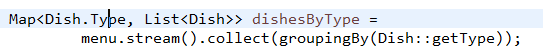 Map<Dish.Type, List<Dish>> dishesByType =
menu.stream().collect(groupingBy(Dish::getType));